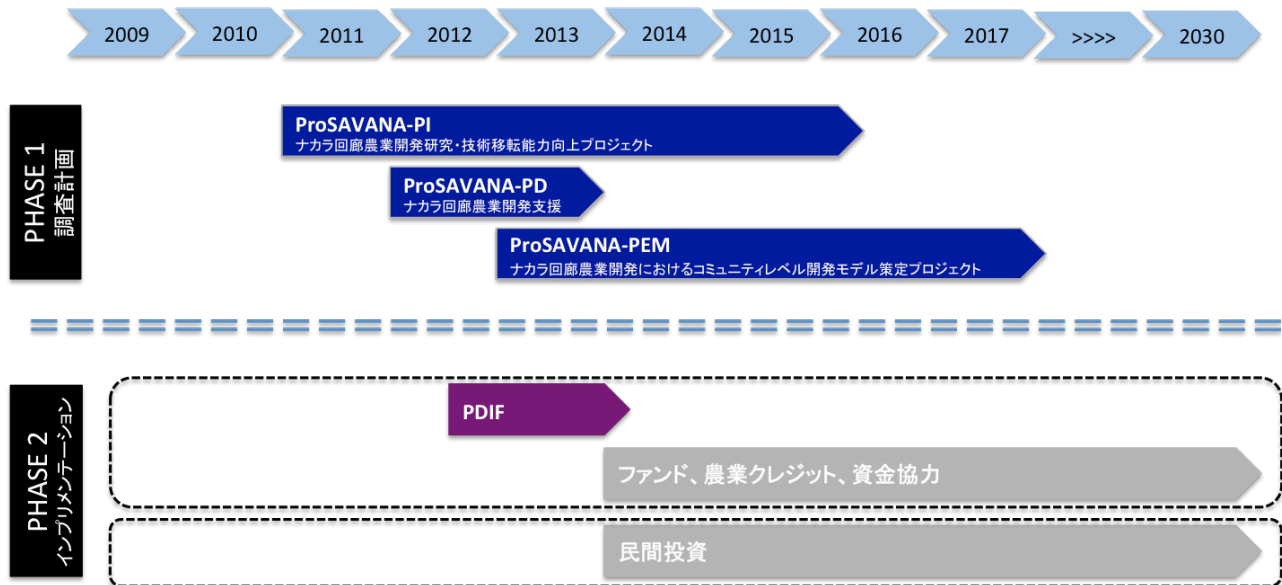 2009
2010
2011
2012
2013
2014
2015
2016
2017
>>>>
2030
PHASE 1
調査計画
ProSAVANA-PI
ナカラ回廊農業開発研究・技術移転能力向上プロジェクト
ProSAVANA-PD
ナカラ回廊農業開発支援
ProSAVANA-PEM
ナカラ回廊農業開発におけるコミュニティレベル開発モデル策定プロジェクト
PHASE 2
インプリメンテーション
PDIF
ファンド、農業クレジット、資金協力
民間投資